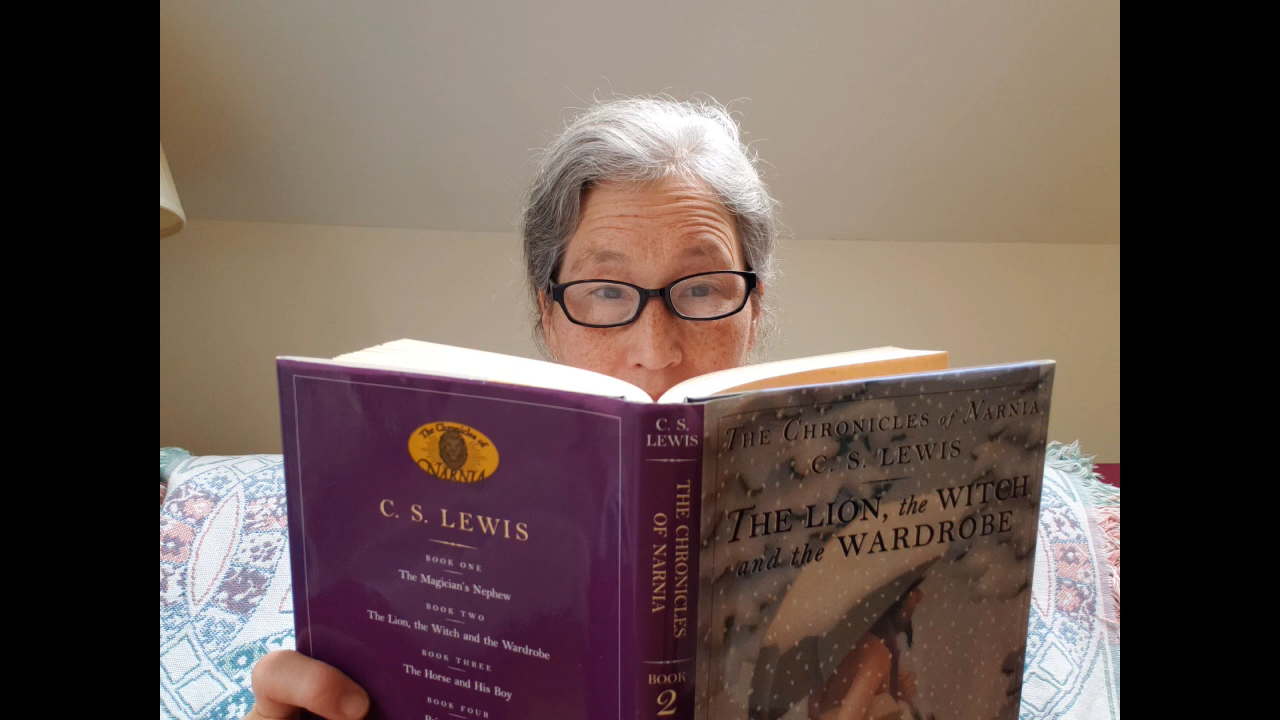 The Chronicles of
NARNIA
C. S. LEWIS
BOOK ONE
The Magician's Nephew
BOOK TWO
The Lion, the Witch and the Wardrobe
BOOK THREE
The Horse and His Boy
BOOK FOUR
C. S.
LEWIS
THE CHRONICLES
OF NARNIA
BOOK
2
THE CHRONICLES of NARNIA
C. S. LEWIS
THE LION, the WITCH
and the WARDROBE